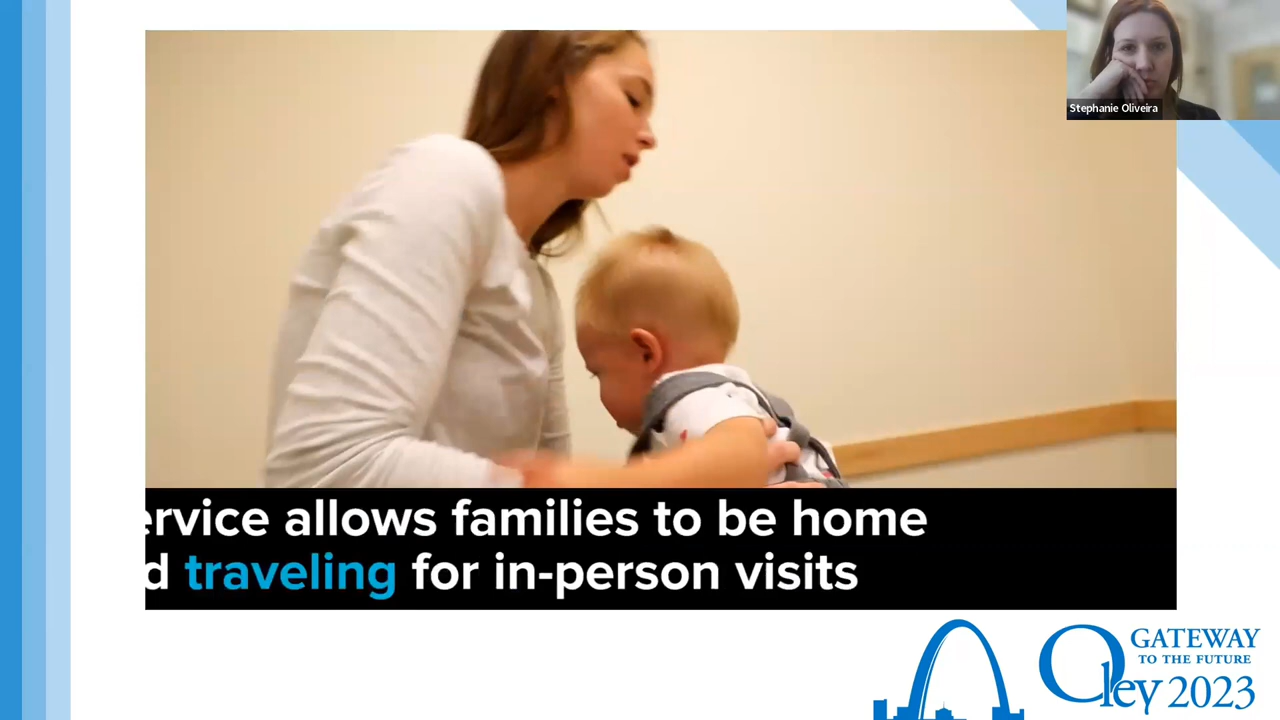 Stephanie Oliveira
ervice allows families to be home
d traveling for in-person visits
GATEWAY
TO THE FUTURE
Oley 2023